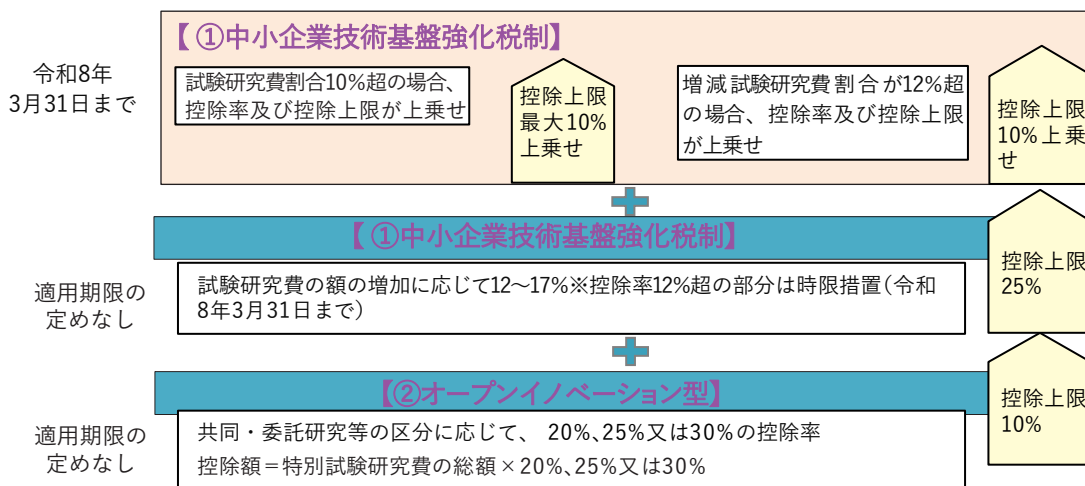 【 ①中小企業技術基盤強化税制】
令和8年
3月31日まで
試験研究費割合10%超の場合、
控除率及び控除上限が上乗せ
控除上限
最大10%
上乗せ
増減試験研究費割合が12%超
の場合、控除率及び控除上限
が上乗せ
控除上限
10%上乗
せ
【 ①中小企業技術基盤強化税制】
適用期限の
定めなし
試験研究費の額の増加に応じて12～17%※控除率12%超の部分は時限措置(令和
8年3月31日まで)
控除上限
25%
【②オープンイノベーション型】
適用期限の
定めなし
共同・委託研究等の区分に応じて、 20%、25%又は30%の控除率
控除額＝特別試験研究費の総額×20%、25%又は30%
控除上限
10%